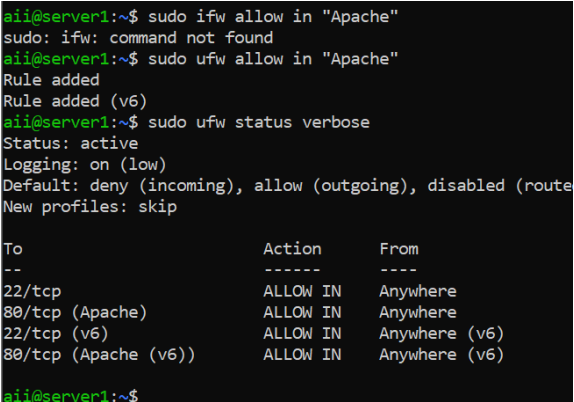 aii@server1:~$ sudo ifw allow in "Apache"
sudo: ifw: command not found
aii@server1:~$ sudo ufw allow in "Apache"
Rule added
Rule added (v6)
aii@server1:~$ sudo ufw status verbose
Status: active
Logging: on (low)
Default: deny (incoming), allow (outgoing), disabled (route
New profiles: skip
To Action From
-- ------ ----
22/tcp ALLOW IN Anywhere
80/tcp (Apache) ALLOW IN Anywhere
22/tcp (v6) ALLOW IN Anywhere (v6)
80/tcp (Apache (v6)) ALLOW IN Anywhere (v6)
aii@server1:~$